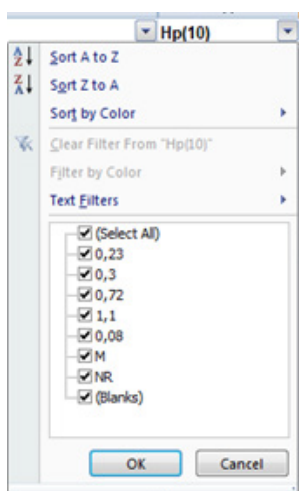 Hp(10)
Sort A to Z
Sort Z to A
Sort by Color
Clear Filter From "Hp(10)"
Filter by Color
Text Filters
(Select All)
0,23
0,3
0,72
1,1
0,08
M
NR
(Blanks)
OK Cancel